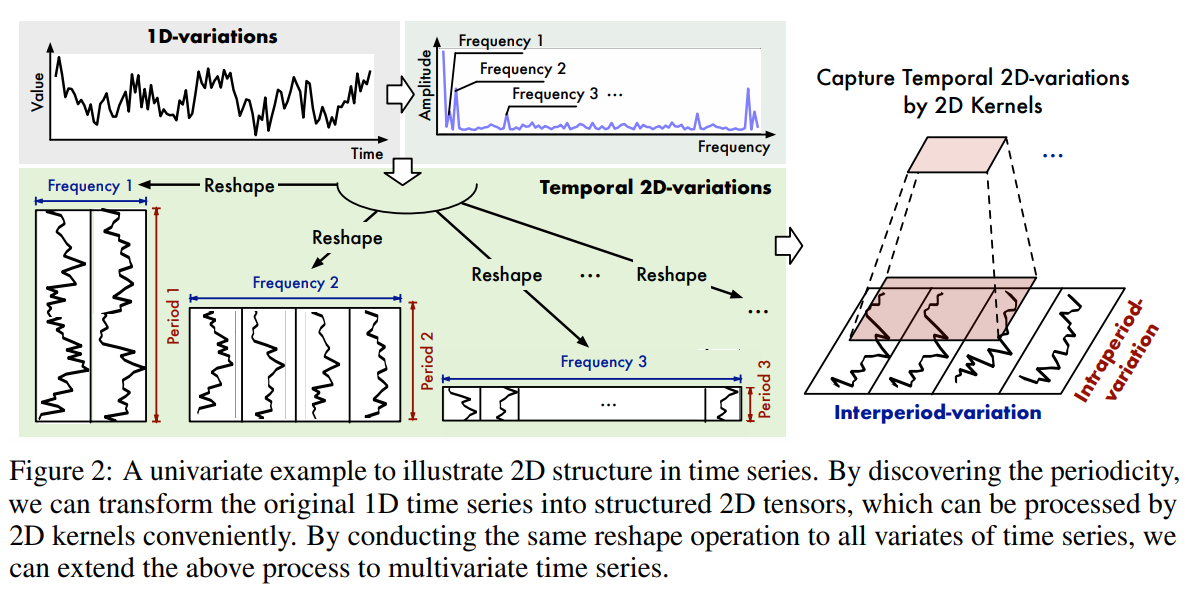 1D-variations
Value
Time
Amplitude
Frequency 1
Frequency 2
Frequency 3 ...
Frequency
Capture Temporal 2D-variations
by 2D Kernels
...
Temporal 2D-variations
Frequency 1
Reshape
Reshape
Reshape
...
Reshape
...
Period 1
Frequency 2
Period 2
Frequency 3
...
Period 3
Interperiod-variation
Intraperiod-
variation
Figure 2: A univariate example to illustrate 2D structure in time series. By discovering the periodicity,
we can transform the original 1D time series into structured 2D tensors, which can be processed by
2D kernels conveniently. By conducting the same reshape operation to all variates of time series, we
can extend the above process to multivariate time series.